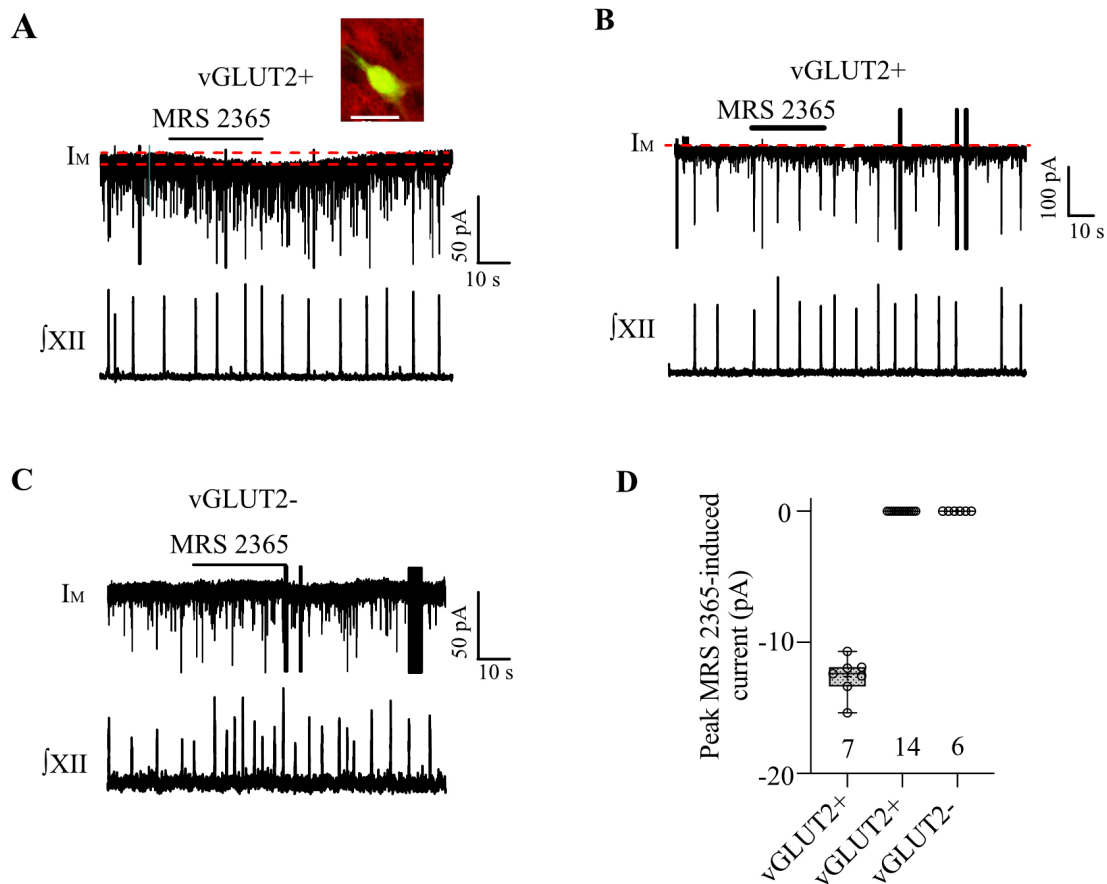 A
vGLUT2+
MRS 2365
IM
50 pA
10 s
∫XII
B
vGLUT2+
MRS 2365
IM
100 pA
10 s
∫XII
C
vGLUT2-
MRS 2365
IM
50 pA
10 s
∫XII
D
Peak MRS 2365-induced
current (pA)
0
-10
-20
7
14
6
vGLUT2+
vGLUT2+
vGLUT2-